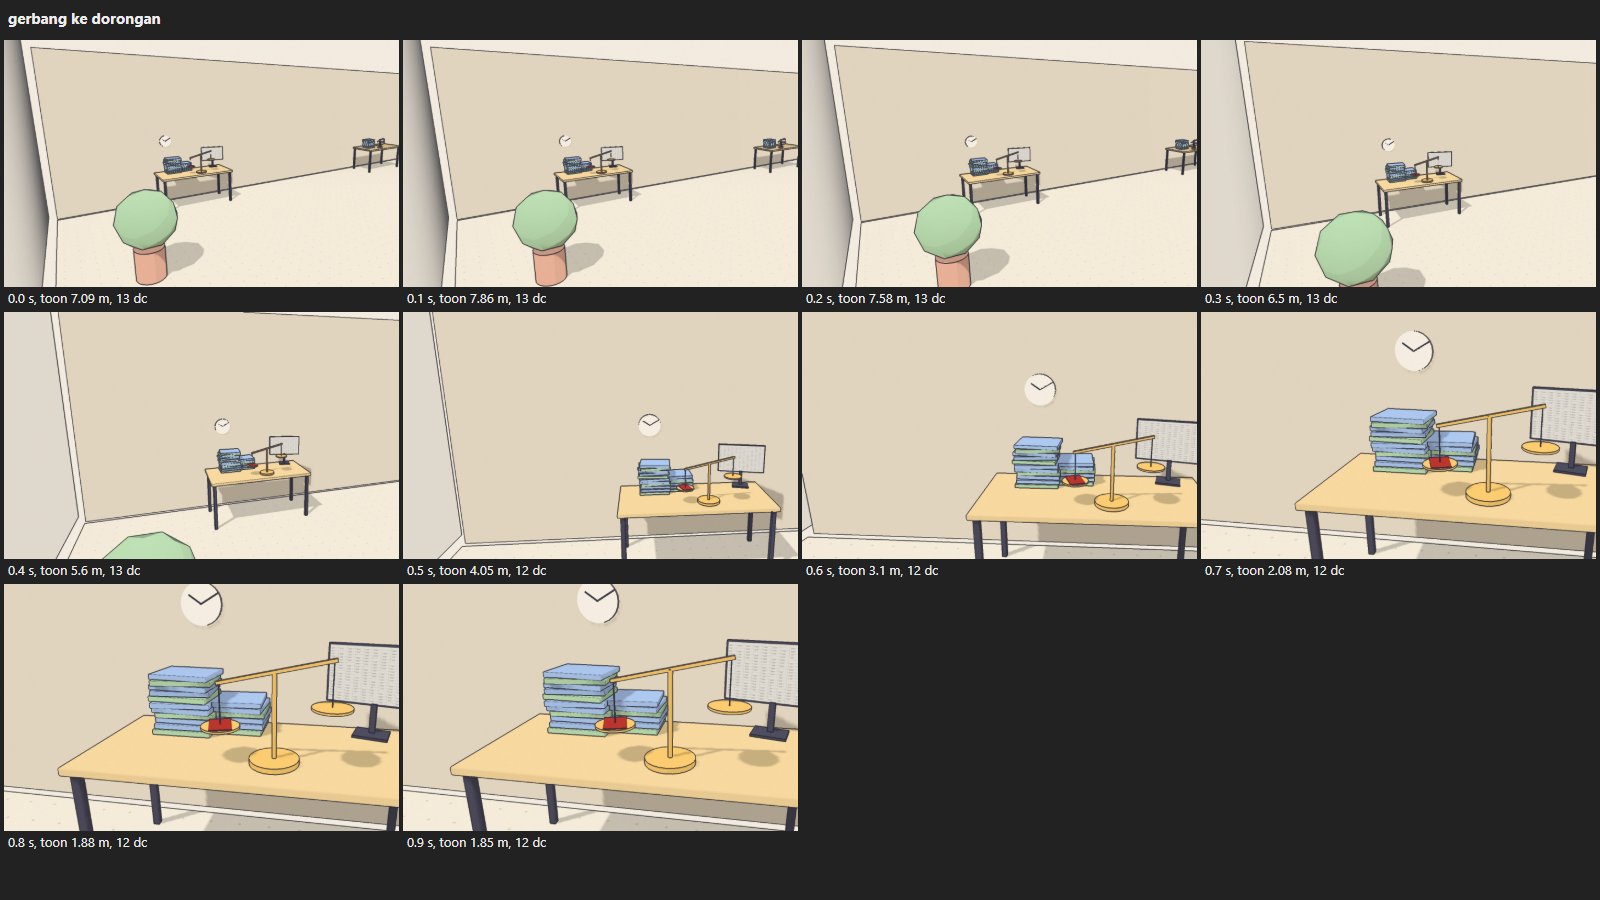 gerbang ke dorongan
0.0 s, toon 7.09 m, 13 dc
0.1 s, toon 7.86 m, 13 dc
0.2 s, toon 7.58 m, 13 dc
0.3 s, toon 6.5 m, 13 dc
0.4 s, toon 5.6 m, 13 dc
0.5 s, toon 4.05 m, 12 dc
0.6 s, toon 3.1 m, 12 dc
0.7 s, toon 2.08 m, 12 dc
0.8 s, toon 1.88 m, 12 dc
0.9 s, toon 1.85 m, 12 dc